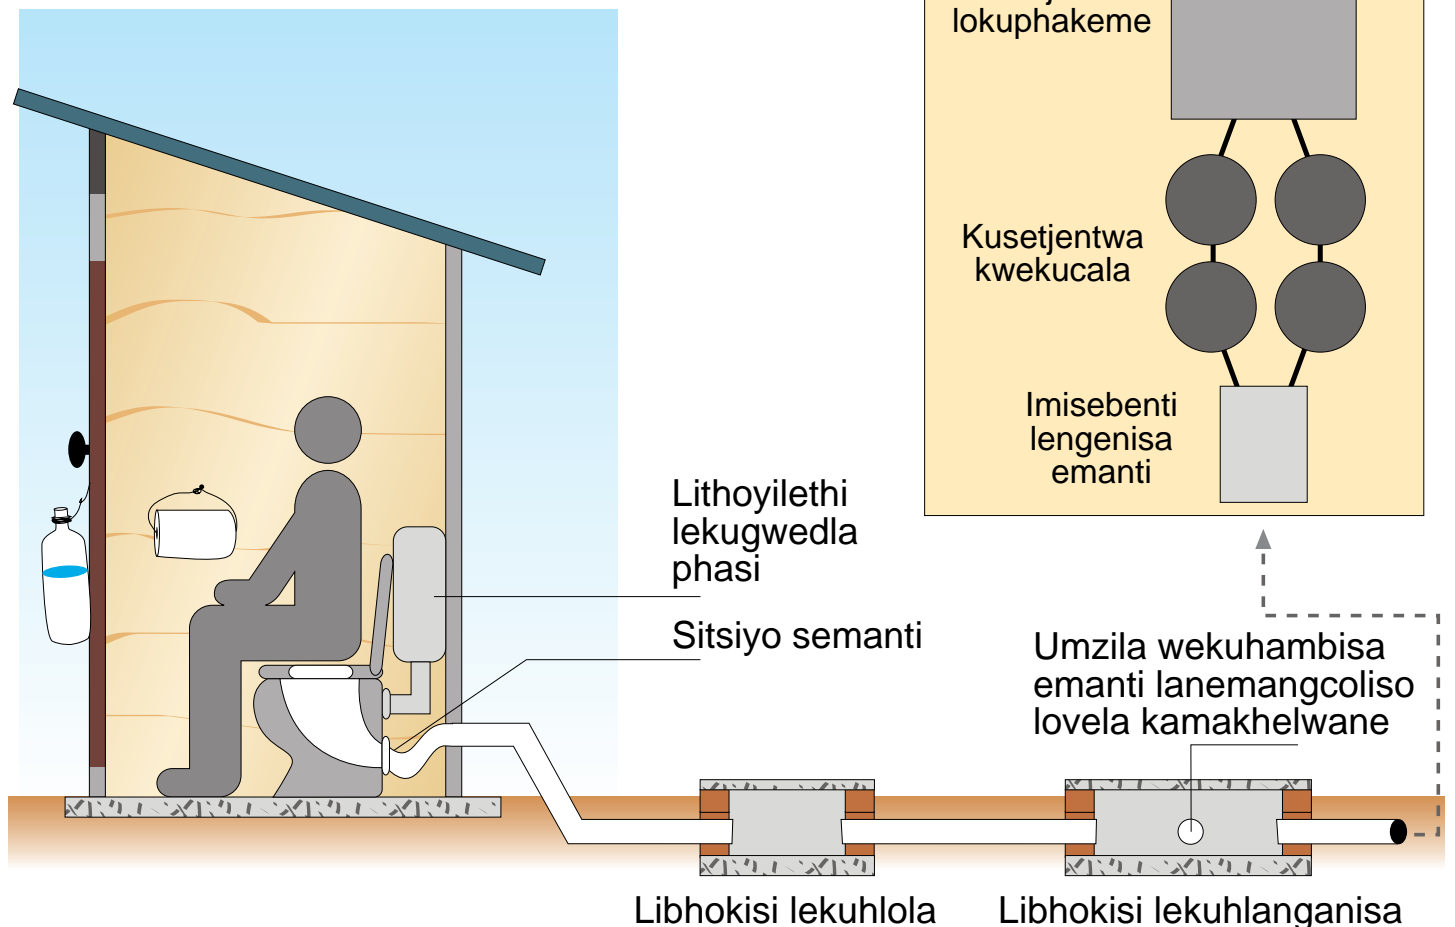 lokuphakeme
Kusetjentwa
kwekucala
Imisebenti
lengenisa
emanti
Lithoyilethi
lekugwedla
phasi
Sitsiyo semanti
Umzila wekuhambisa
emanti lanemangcoliso
lovela kamakhelwane
Libhokisi lekuhlola
Libhokisi lekuhlanganisa